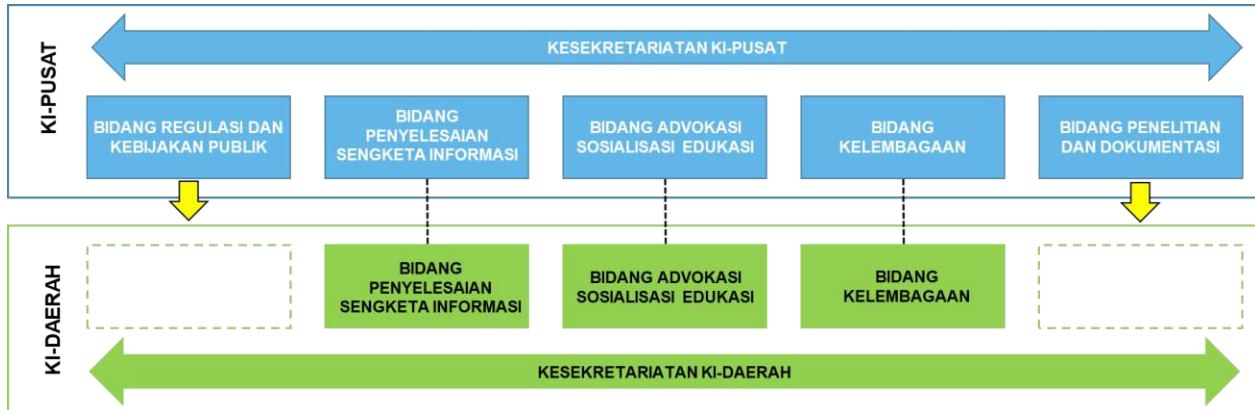 KI-PUSAT
KESEKRETARIATAN KI-PUSAT
BIDANG REGULASI DAN
KEBIJAKAN PUBLIK
BIDANG
PENYELESAIAN
SENGKETA INFORMASI
BIDANG ADVOKASI
SOSIALISASI EDUKASI
BIDANG
KELEMBAGAAN
BIDANG PENELITIAN
DAN DOKUMENTASI
KI-DAERAH
BIDANG
PENYELESAIAN
SENGKETA INFORMASI
BIDANG ADVOKASI
SOSIALISASI EDUKASI
BIDANG
KELEMBAGAAN
KESEKRETARIATAN KI-DAERAH